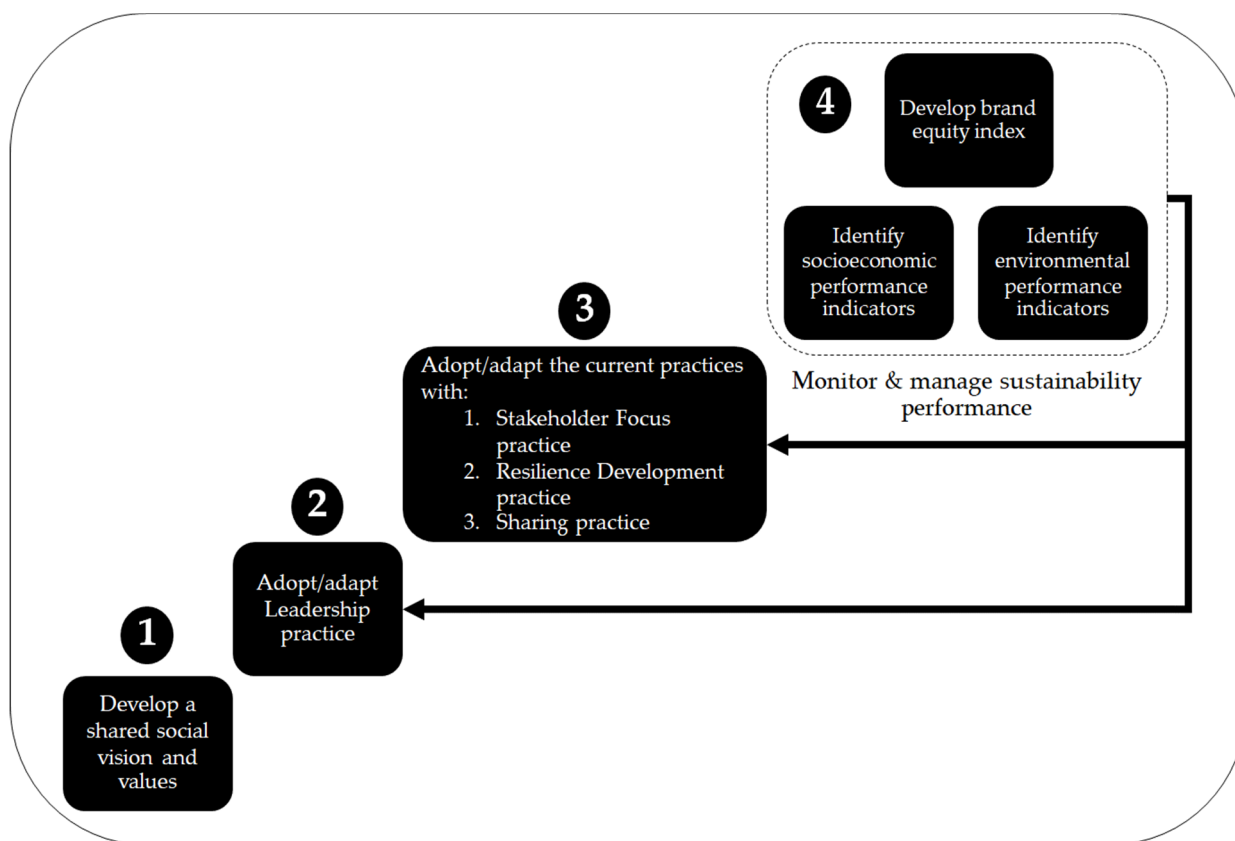 1
Develop a
shared social
vision and
values
2
Adopt/adapt
Leadership
practice
3
Adopt/adapt the current practices
with:
1. Stakeholder Focus
practice
2. Resilience Development
practice
3. Sharing practice
4
Develop brand
equity index
Identify
socioeconomic
performance
indicators
Identify
environmental
performance
indicators
Monitor & manage sustainability
performance